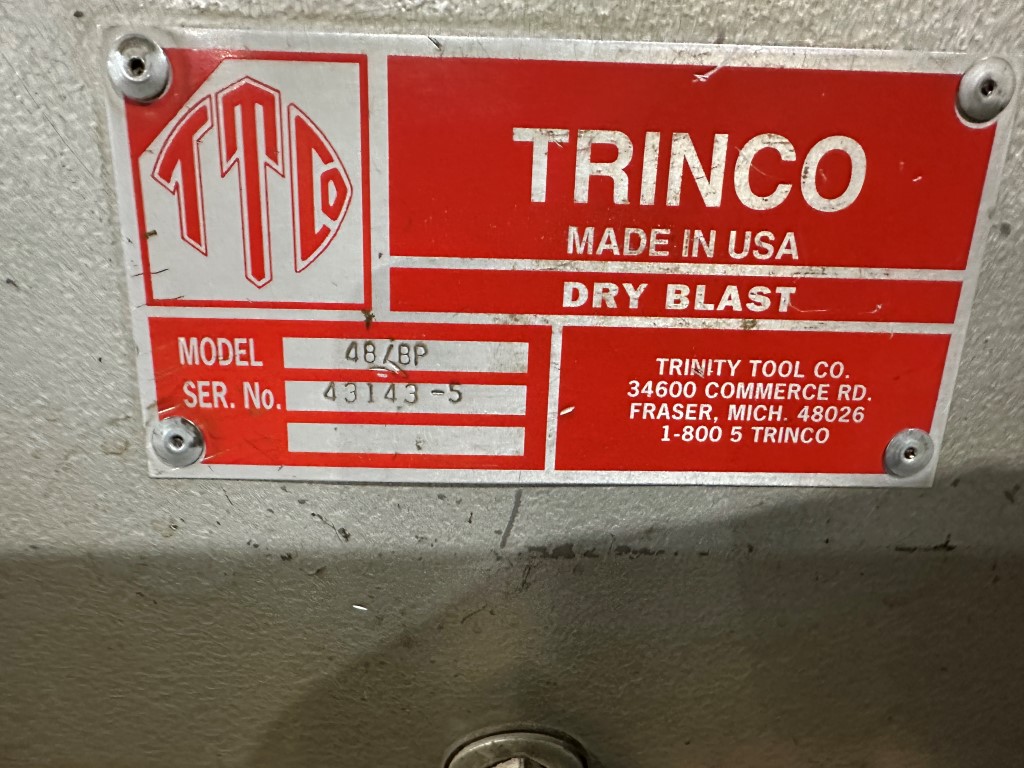 TTCO
TRINCO
MADE IN USA
DRY BLAST
MODEL 48/BP
SER. No. 43143-5
TRINITY TOOL CO.
34600 COMMERCE RD.
FRASER, MICH. 48026
1-800 5 TRINCO